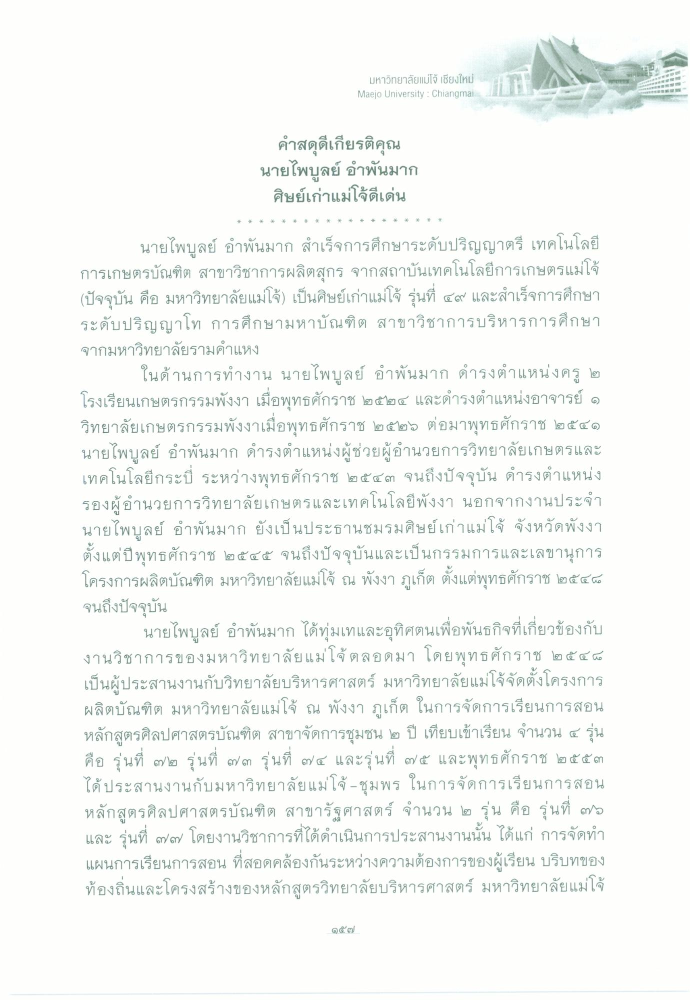 มหาวิทยาลัยแม่โจ้ เชียงใหม่
Maejo University : Chiangmai
คำสดุดีเกียรติคุณ
นายไพบูลย์ อำพันมาก
ศิษย์เก่าแม่โจ้ดีเด่น
* * * * * * * * * * * * * * * * * * *
นายไพบูลย์ อำพันมาก สำเร็จการศึกษาระดับปริญญาตรี เทคโนโลยี
การเกษตรบัณฑิต สาขาวิชาการผลิตสุกร จากสถาบันเทคโนโลยีการเกษตรแม่โจ้
(ปัจจุบัน คือ มหาวิทยาลัยแม่โจ้) เป็นศิษย์เก่าแม่โจ้ รุ่นที่ ๔๙ และสำเร็จการศึกษา
ระดับปริญญาโท การศึกษามหาบัณฑิต สาขาวิชาการบริหารการศึกษา
จากมหาวิทยาลัยรามคำแหง
ในด้านการทำงาน นายไพบูลย์ อำพันมาก ดำรงตำแหน่งครู ๒
โรงเรียนเกษตรกรรมพังงา เมื่อพุทธศักราช ๒๕๒๔ และดำรงตำแหน่งอาจารย์ ๑
วิทยาลัยเกษตรกรรมพังงาเมื่อพุทธศักราช ๒๕๒๖ ต่อมาพุทธศักราช ๒๕๔๑
นายไพบูลย์ อำพันมาก ดำรงตำแหน่งผู้ช่วยผู้อำนวยการวิทยาลัยเกษตรและ
เทคโนโลยีกระบี่ ระหว่างพุทธศักราช ๒๕๔๓ จนถึงปัจจุบัน ดำรงตำแหน่ง
รองผู้อำนวยการวิทยาลัยเกษตรและเทคโนโลยีพังงา นอกจากงานประจำ
นายไพบูลย์ อำพันมาก ยังเป็นประธานชมรมศิษย์เก่าแม่โจ้ จังหวัดพังงา
ตั้งแต่ปีพุทธศักราช ๒๕๔๕ จนถึงปัจจุบันและเป็นกรรมการและเลขานุการ
โครงการผลิตบัณฑิต มหาวิทยาลัยแม่โจ้ ณ พังงา ภูเก็ต ตั้งแต่พุทธศักราช ๒๕๔๘
จนถึงปัจจุบัน
นายไพบูลย์ อำพันมาก ได้ทุ่มเทและอุทิศตนเพื่อพันธกิจที่เกี่ยวข้องกับ
งานวิชาการของมหาวิทยาลัยแม่โจ้ตลอดมา โดยพุทธศักราช ๒๕๔๘
เป็นผู้ประสานงานกับวิทยาลัยบริหารศาสตร์ มหาวิทยาลัยแม่โจ้จัดตั้งโครงการ
ผลิตบัณฑิต มหาวิทยาลัยแม่โจ้ ณ พังงา ภูเก็ต ในการจัดการเรียนการสอน
หลักสูตรศิลปศาสตรบัณฑิต สาขาจัดการชุมชน ๒ ปี เทียบเข้าเรียน จำนวน ๔ รุ่น
คือ รุ่นที่ ๗๒ รุ่นที่ ๗๓ รุ่นที่ ๗๔ และรุ่นที่ ๗๕ และพุทธศักราช ๒๕๕๓
ได้ประสานงานกับมหาวิทยาลัยแม่โจ้-ชุมพร ในการจัดการเรียนการสอน
หลักสูตรศิลปศาสตรบัณฑิต สาขารัฐศาสตร์ จำนวน ๒ รุ่น คือ รุ่นที่ ๗๖
และ รุ่นที่ ๗๗ โดยงานวิชาการที่ได้ดำเนินการประสานงานนั้น ได้แก่ การจัดทำ
แผนการเรียนการสอน ที่สอดคล้องกันระหว่างความต้องการของผู้เรียน บริบทของ
ท้องถิ่นและโครงสร้างของหลักสูตรวิทยาลัยบริหารศาสตร์ มหาวิทยาลัยแม่โจ้
๑๕๗